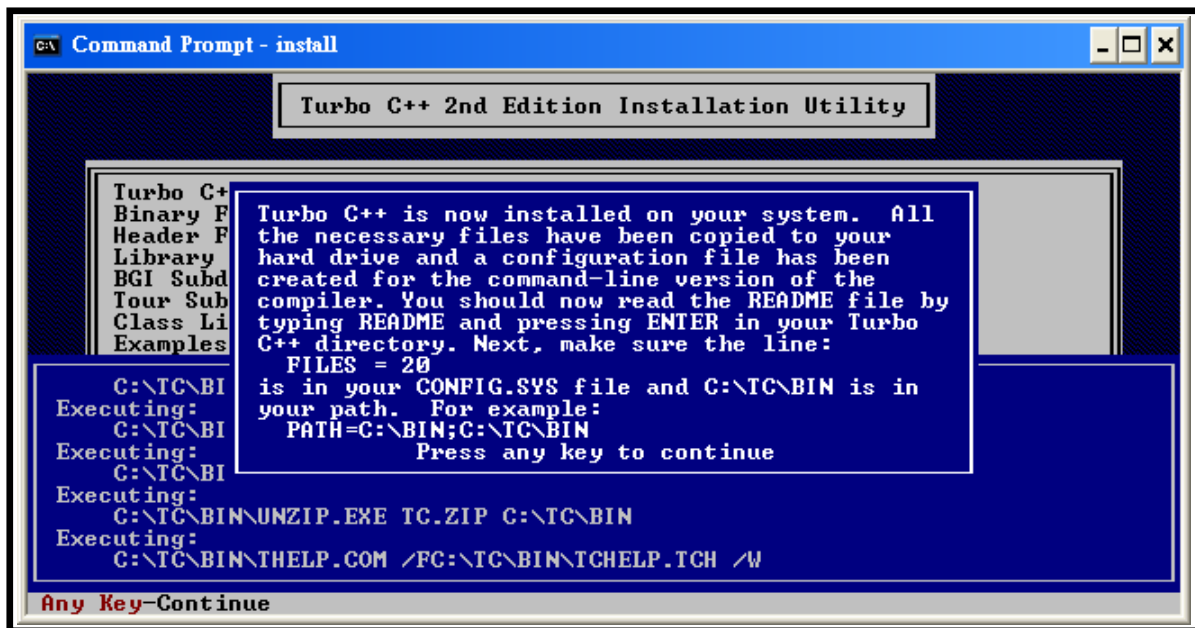 Command Prompt - install
Turbo C++ 2nd Edition Installation Utility
Turbo C+
Binary F
Header F
Library
BGI Subd
Tour Sub
Class Li
Examples
Turbo C++ is now installed on your system.  All
the necessary files have been copied to your
hard drive and a configuration file has been
created for the command-line version of the
compiler. You should now read the README file by
typing README and pressing ENTER in your Turbo
C++ directory. Next, make sure the line:
FILES = 20
is in your CONFIG.SYS file and C:\TC\BIN is in
your path.  For example:
PATH=C:\BIN;C:\TC\BIN
Press any key to continue
C:\TC\BI
Executing:
C:\TC\BI
Executing:
C:\TC\BI
Executing:
C:\TC\BIN\UNZIP.EXE TC.ZIP C:\TC\BIN
Executing:
C:\TC\BIN\THELP.COM /FC:\TC\BIN\TCHELP.TCH /W
Any Key-Continue